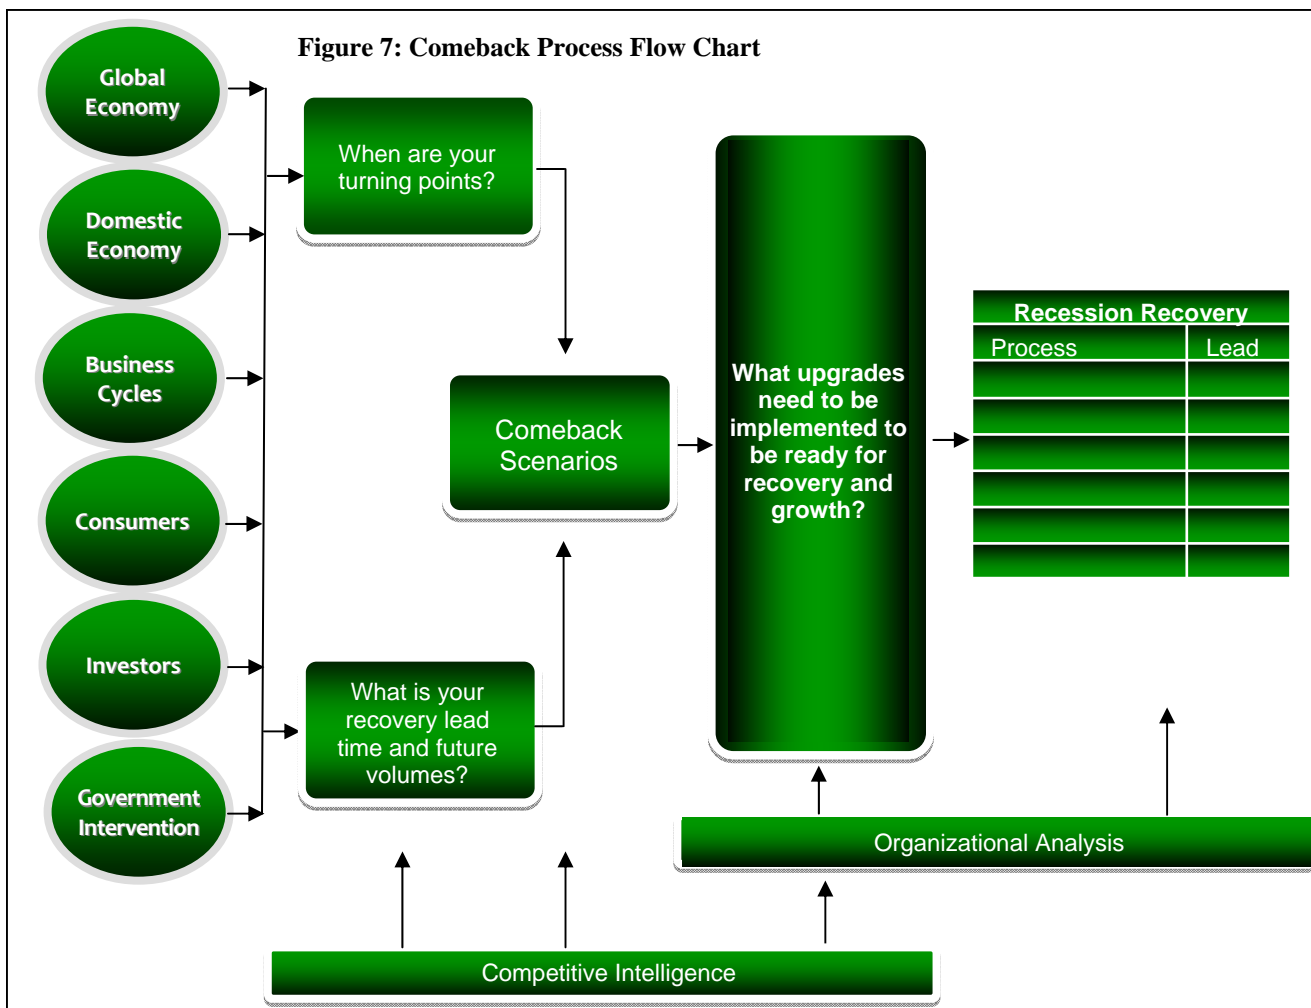 Figure 7: Comeback Process Flow Chart
Global
Economy
Domestic
Economy
Business
Cycles
Consumers
Investors
Government
Intervention
When are your
turning points?
What is your
recovery lead
time and future
volumes?
Comeback
Scenarios
What upgrades
need to be
implemented to
be ready for
recovery and
growth?
Recession Recovery
Process Lead
Organizational Analysis
Competitive Intelligence